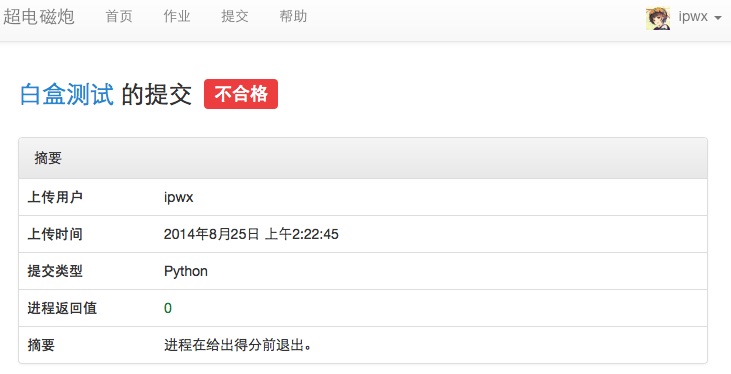 超电磁炮 首页 作业 提交 帮助 ipwx
白盒测试 的提交 不合格
摘要
上传用户 ipwx
上传时间 2014年8月25日 上午2:22:45
提交类型 Python
进程返回值 0
摘要 进程在给出得分前退出。